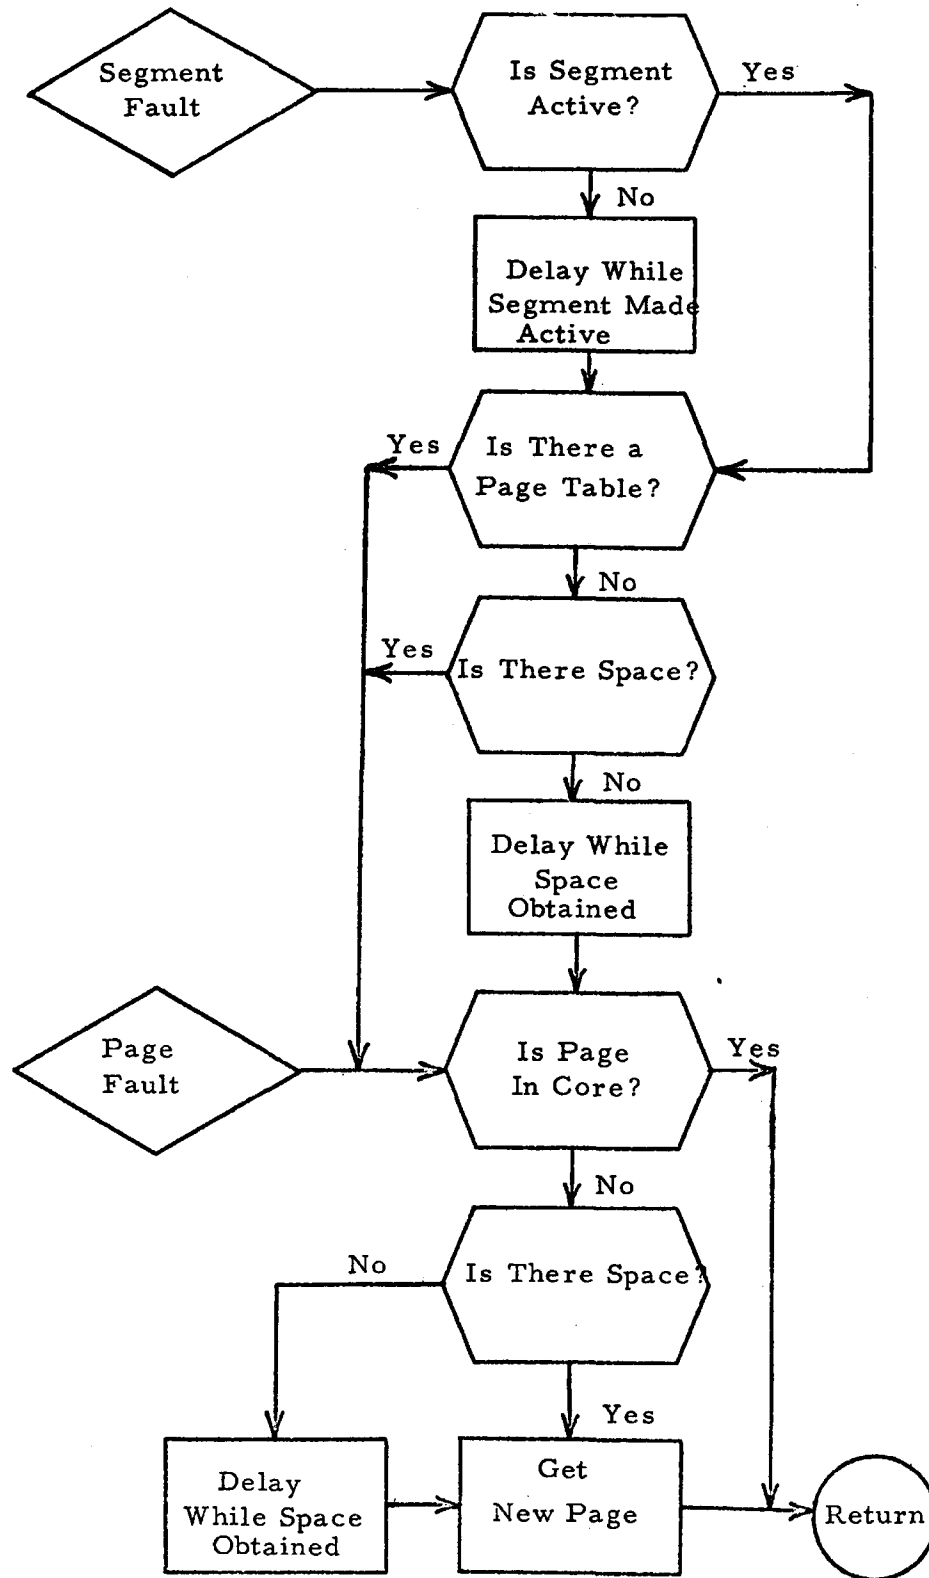 Segment
Fault
Is Segment
Active?
Yes
No
Delay While
Segment Made
Active
Yes
Is There a
Page Table?
No
Yes
Is There Space?
No
Delay While
Space
Obtained
Page
Fault
Is Page
In Core?
Yes
No
No
Is There Space?
Yes
Delay
While Space
Obtained
Get
New Page
Return